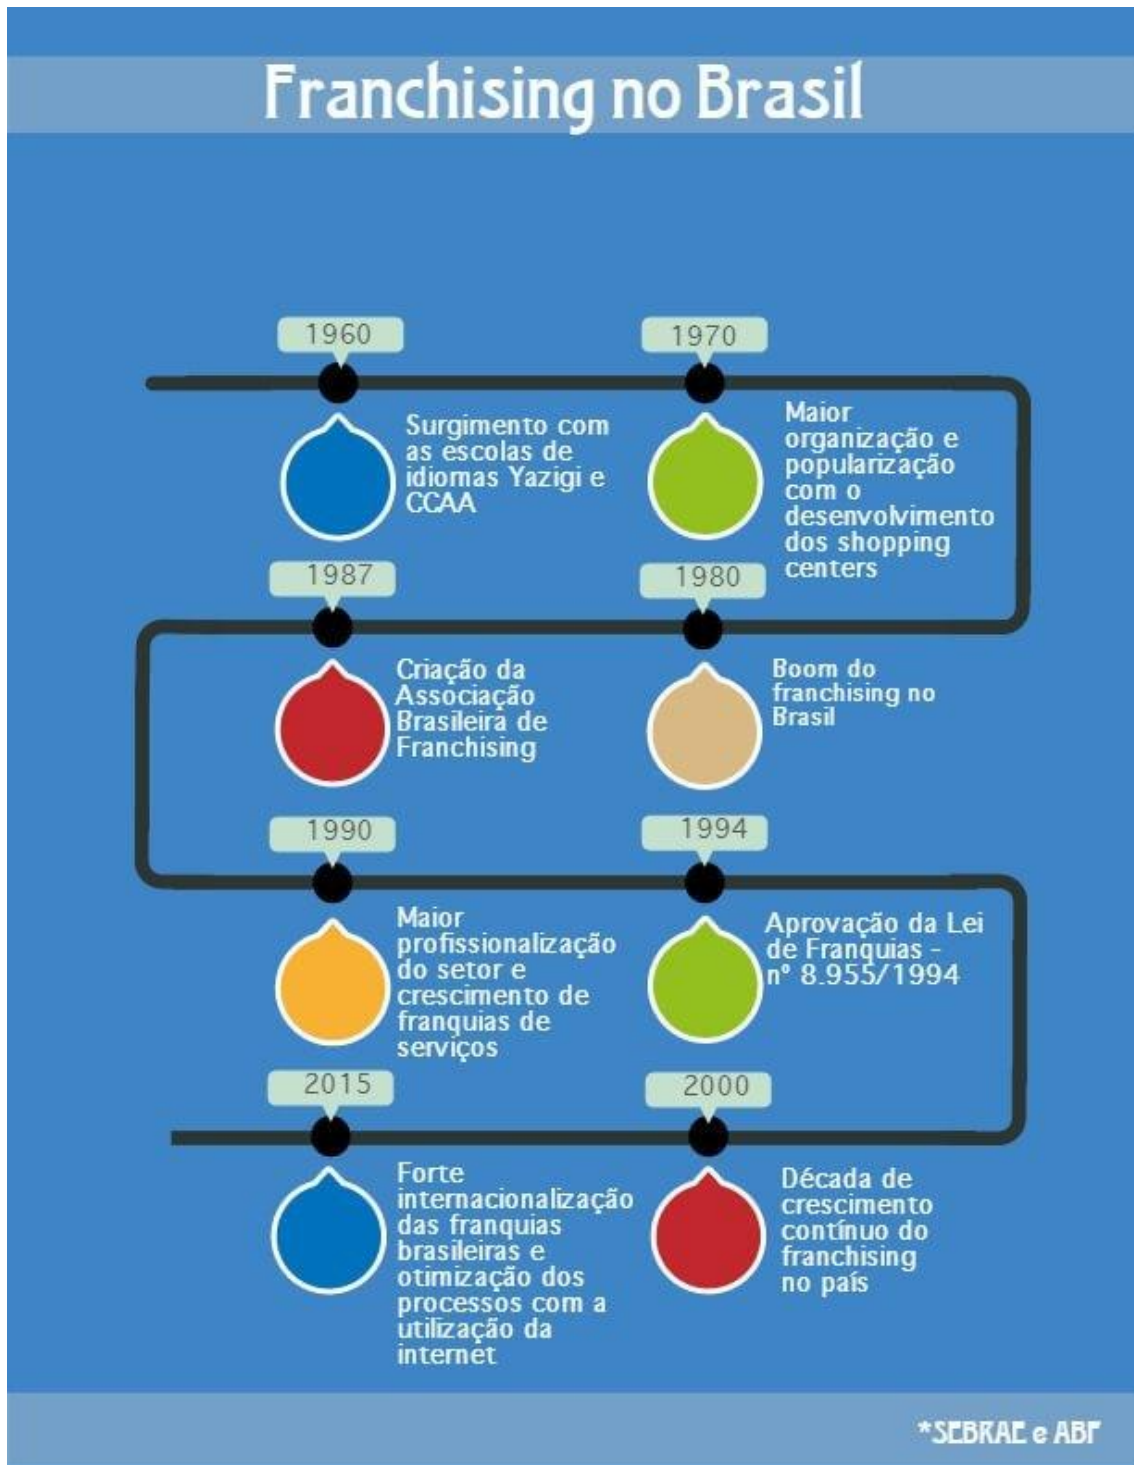 Franchising no Brasil
1960
Surgimento com
as escolas de
idiomas Yazigi e
CCAA
1970
Maior
organização e
popularização
com o
desenvolvimento
dos shopping
centers
1980
Boom do
franchising no
Brasil
1987
Criação da
Associação
Brasileira de
Franchising
1990
Maior
profissionalização
do setor e
crescimento de
franquias de
serviços
1994
Aprovação da Lei
de Franquias -
nº 8.955/1994
2000
Década de
crescimento
contínuo do
franchising
no país
2015
Forte
internacionalização
das franquias
brasileiras e
otimização dos
processos com a
utilização da
internet
*SEBRAE e ABF